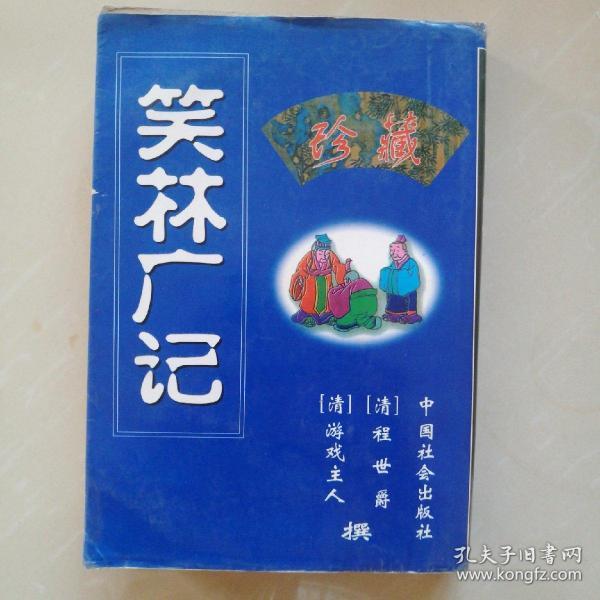 笑林广记
珍藏
[清]程世爵
[清]游戏主人
撰
中国社会出版社
孔夫子旧书网
www.kongfz.com